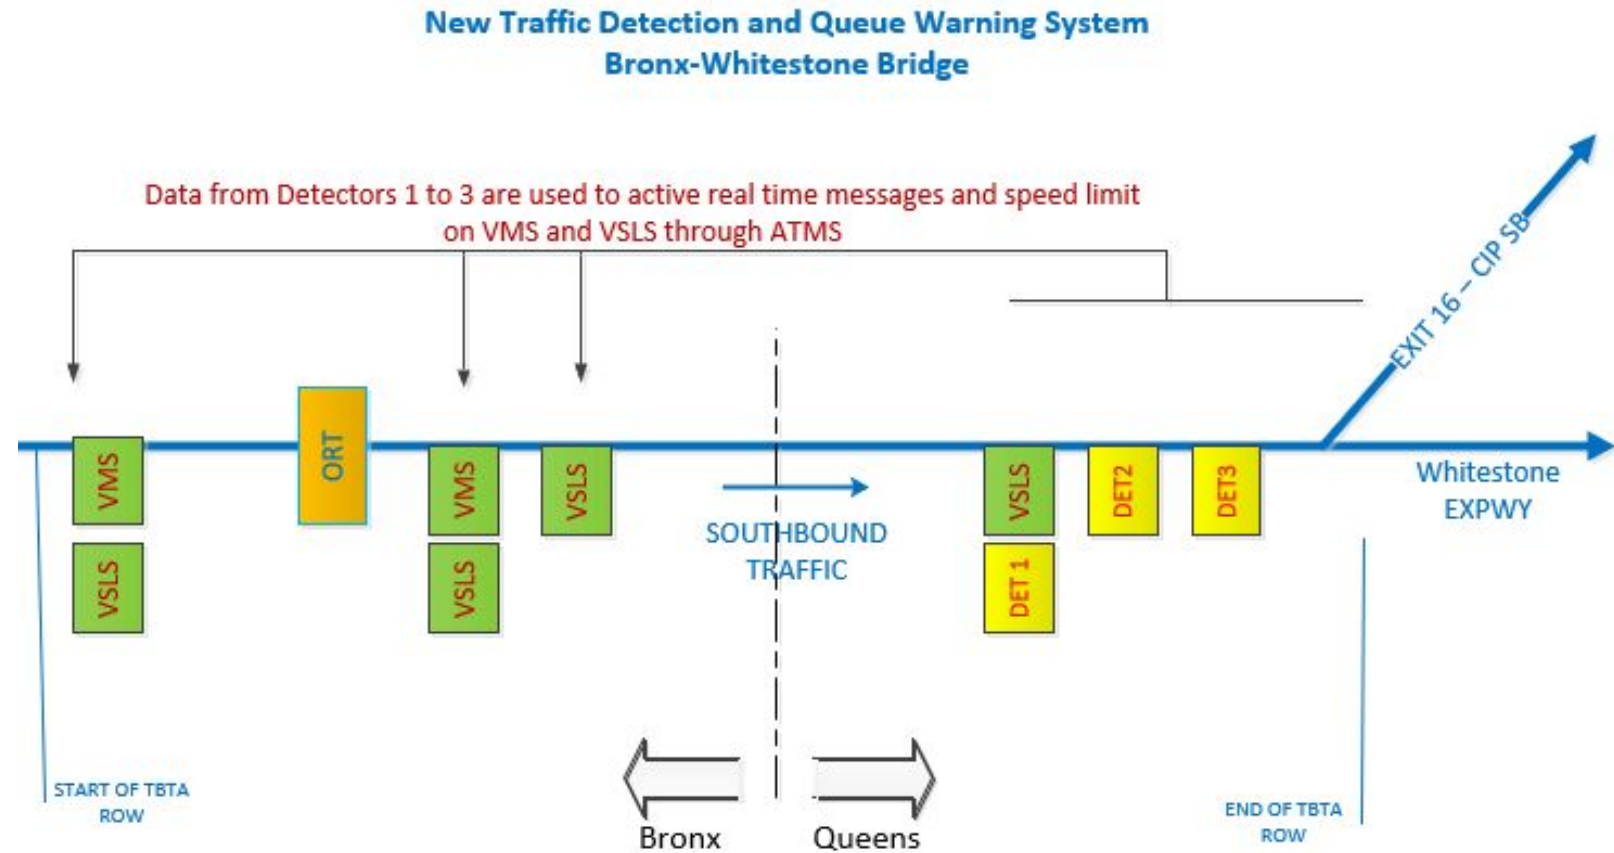 New Traffic Detection and Queue Warning System
Bronx-Whitestone Bridge
Data from Detectors 1 to 3 are used to active real time messages and speed limit
on VMS and VSLS through ATMS
EXIT 16 – CIP SB
VMS
ORT
VMS
VSLS
VSLS
DET2
DET3
Whitestone
EXPWY
SOUTHBOUND
TRAFFIC
VSLS
VSLS
DET 1
START OF TBTA
ROW
END OF TBTA
ROW
Bronx
Queens